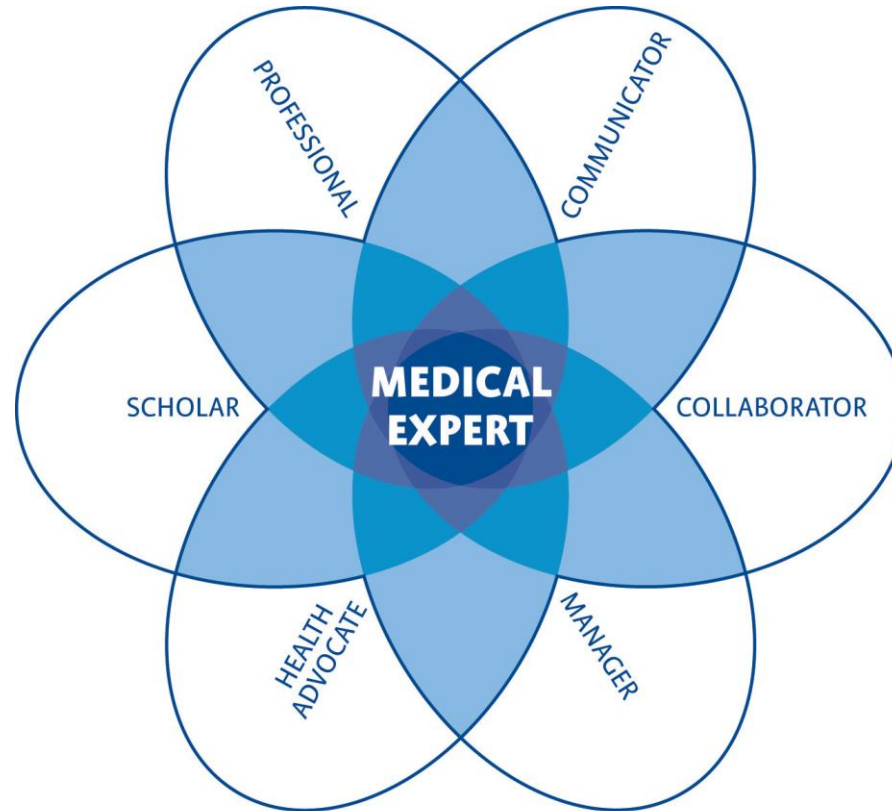 PROFESSIONAL
COMMUNICATOR
SCHOLAR
MEDICAL
EXPERT
COLLABORATOR
HEALTH
ADVOCATE
MANAGER